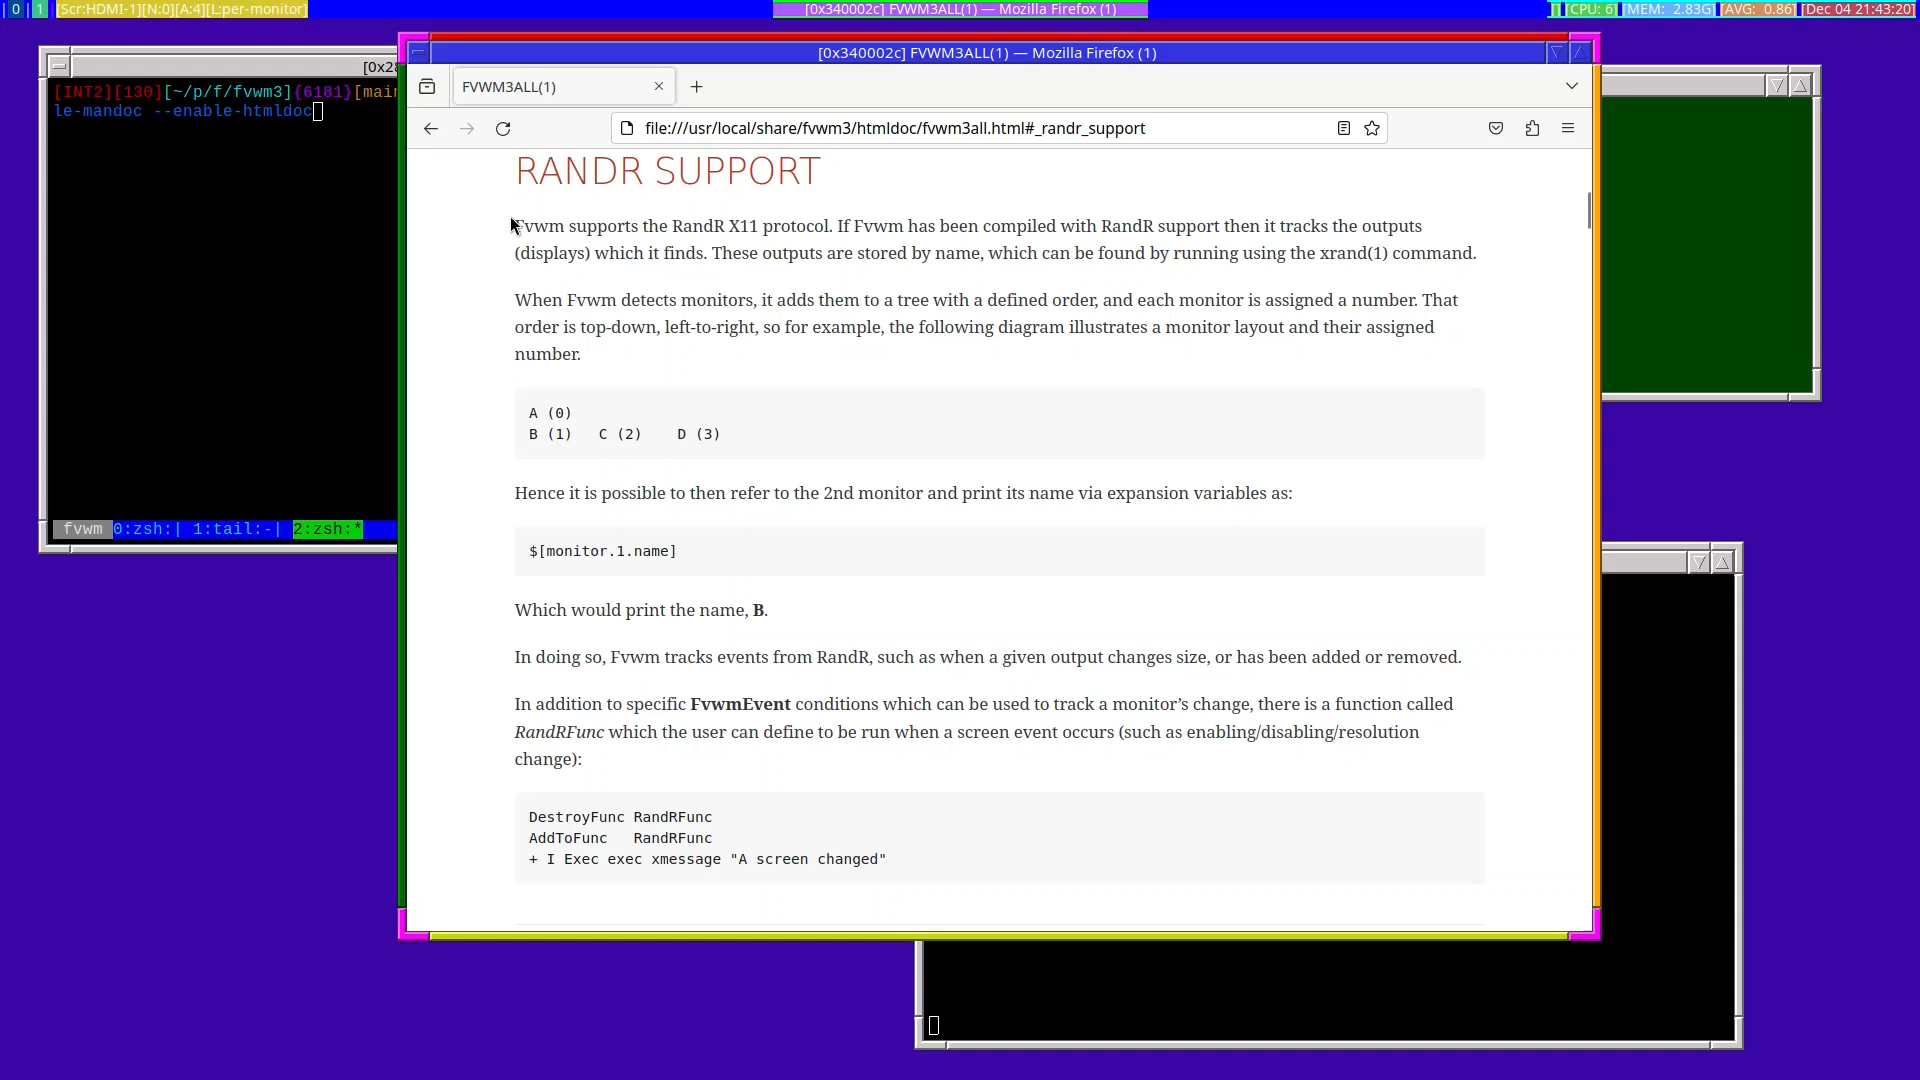 0 | 1 [Scr:HDMI-1][N:0][A:4][L:per-monitor]
[0x340002c] FVWM3ALL(1) — Mozilla Firefox (1)
[CPU: 6] [MEM: 2.83G] [AVG: 0.86] [Dec 04 21:43:20]
[0x28
[INT2][130][~/p/f/fvwm3]{6181}[main
le-mandoc --enable-htmldoc
fvwm 0:zsh:| 1:tail:-| 2:zsh:*
[0x340002c] FVWM3ALL(1) — Mozilla Firefox (1)
FVWM3ALL(1)
file:///usr/local/share/fvwm3/htmldoc/fvwm3all.html#_randr_support
RANDR SUPPORT
Fvwm supports the RandR X11 protocol. If Fvwm has been compiled with RandR support then it tracks the outputs
(displays) which it finds. These outputs are stored by name, which can be found by running using the xrand(1) command.
When Fvwm detects monitors, it adds them to a tree with a defined order, and each monitor is assigned a number. That
order is top-down, left-to-right, so for example, the following diagram illustrates a monitor layout and their assigned
number.
A (0)
B (1)   C (2)    D (3)
Hence it is possible to then refer to the 2nd monitor and print its name via expansion variables as:
$[monitor.1.name]
Which would print the name, B.
In doing so, Fvwm tracks events from RandR, such as when a given output changes size, or has been added or removed.
In addition to specific FvwmEvent conditions which can be used to track a monitor’s change, there is a function called
RandRFunc which the user can define to be run when a screen event occurs (such as enabling/disabling/resolution
change):
DestroyFunc RandRFunc
AddToFunc   RandRFunc
+ I Exec exec xmessage "A screen changed"